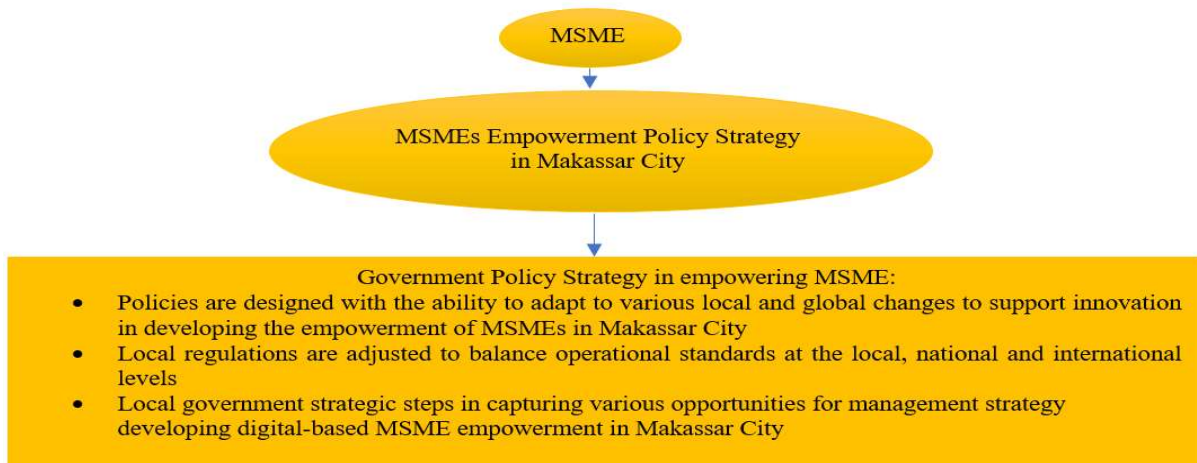 MSME
MSMEs Empowerment Policy Strategy
in Makassar City
Government Policy Strategy in empowering MSME:
• Policies are designed with the ability to adapt to various local and global changes to support innovation
in developing the empowerment of MSMEs in Makassar City
• Local regulations are adjusted to balance operational standards at the local, national and international
levels
• Local government strategic steps in capturing various opportunities for management strategy
developing digital-based MSME empowerment in Makassar City